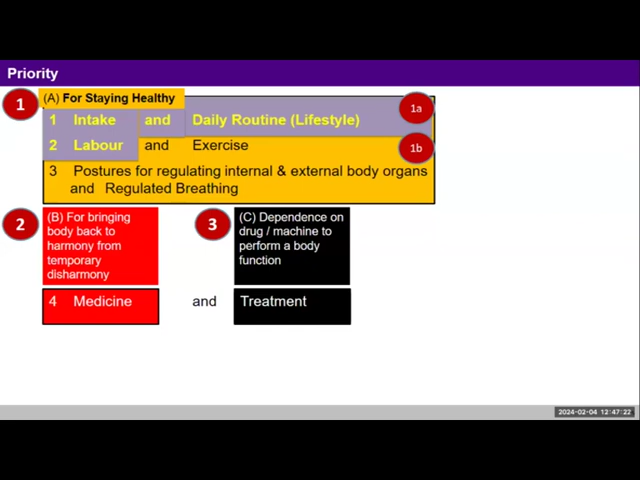 Priority
1
(A) For Staying Healthy
1 Intake and Daily Routine (Lifestyle)
1a
2 Labour and Exercise
1b
3 Postures for regulating internal & external body organs
and Regulated Breathing
2
(B) For bringing
body back to
harmony from
temporary
disharmony
3
(C) Dependence on
drug / machine to
perform a body
function
4 Medicine and Treatment
2024-02-04 12:47:22